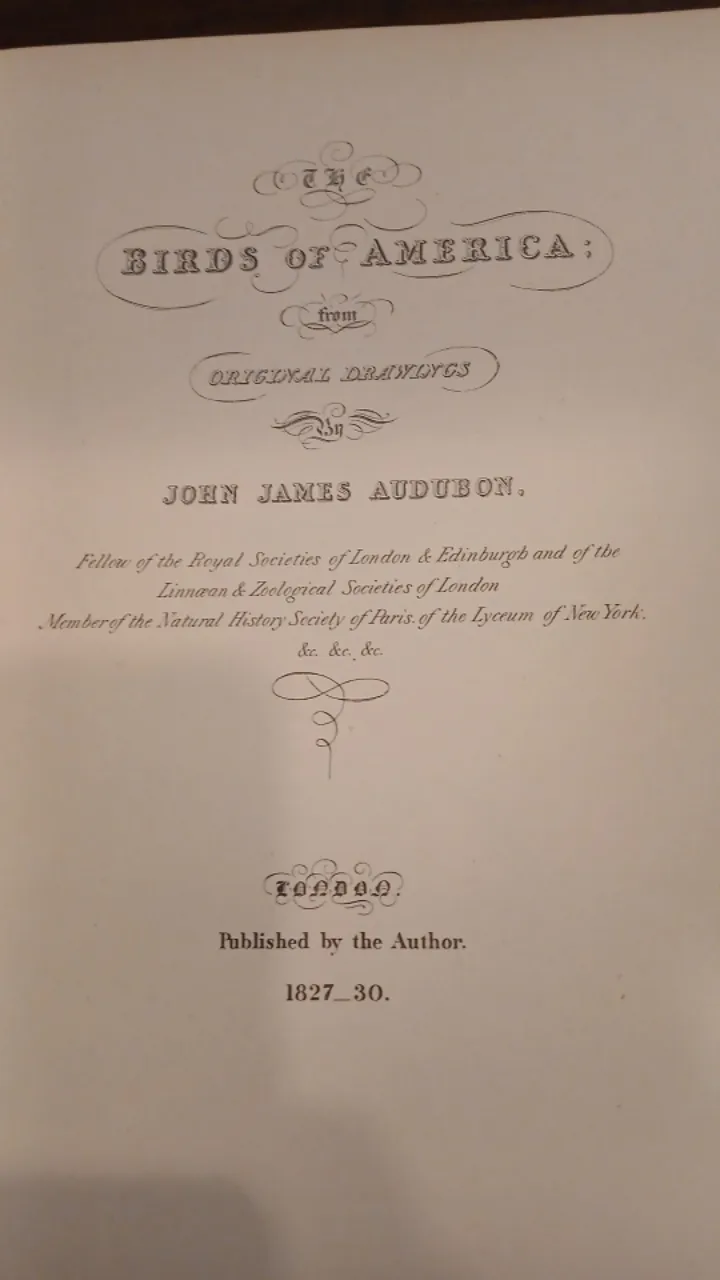 THE
BIRDS OF AMERICA:
from
ORIGINAL DRAWINGS
By
JOHN JAMES AUDUBON.
Fellow of the Royal Societies of London & Edinburgh and of the
Linnæan & Zoological Societies of London
Member of the Natural History Society of Paris. of the Lyceum of New York.
&c. &c. &c.
LONDON.
Published by the Author.
1827_30.